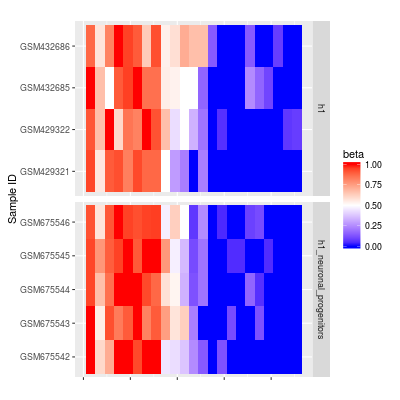 GSM432686
GSM432685
GSM429322
GSM429321
h1
GSM675546
GSM675545
GSM675544
GSM675543
GSM675542
h1_neuronal_progenitors
Sample ID
beta
1.00
0.75
0.50
0.25
0.00